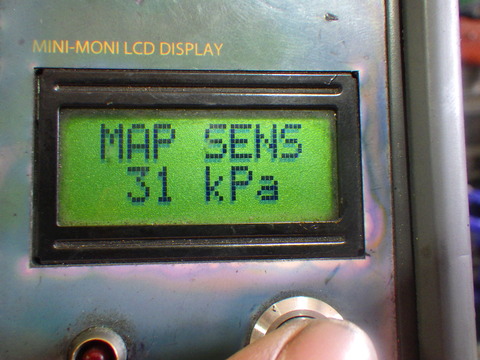 MINI-MONI LCD DISPLAY
MAP SENS
31 kPa